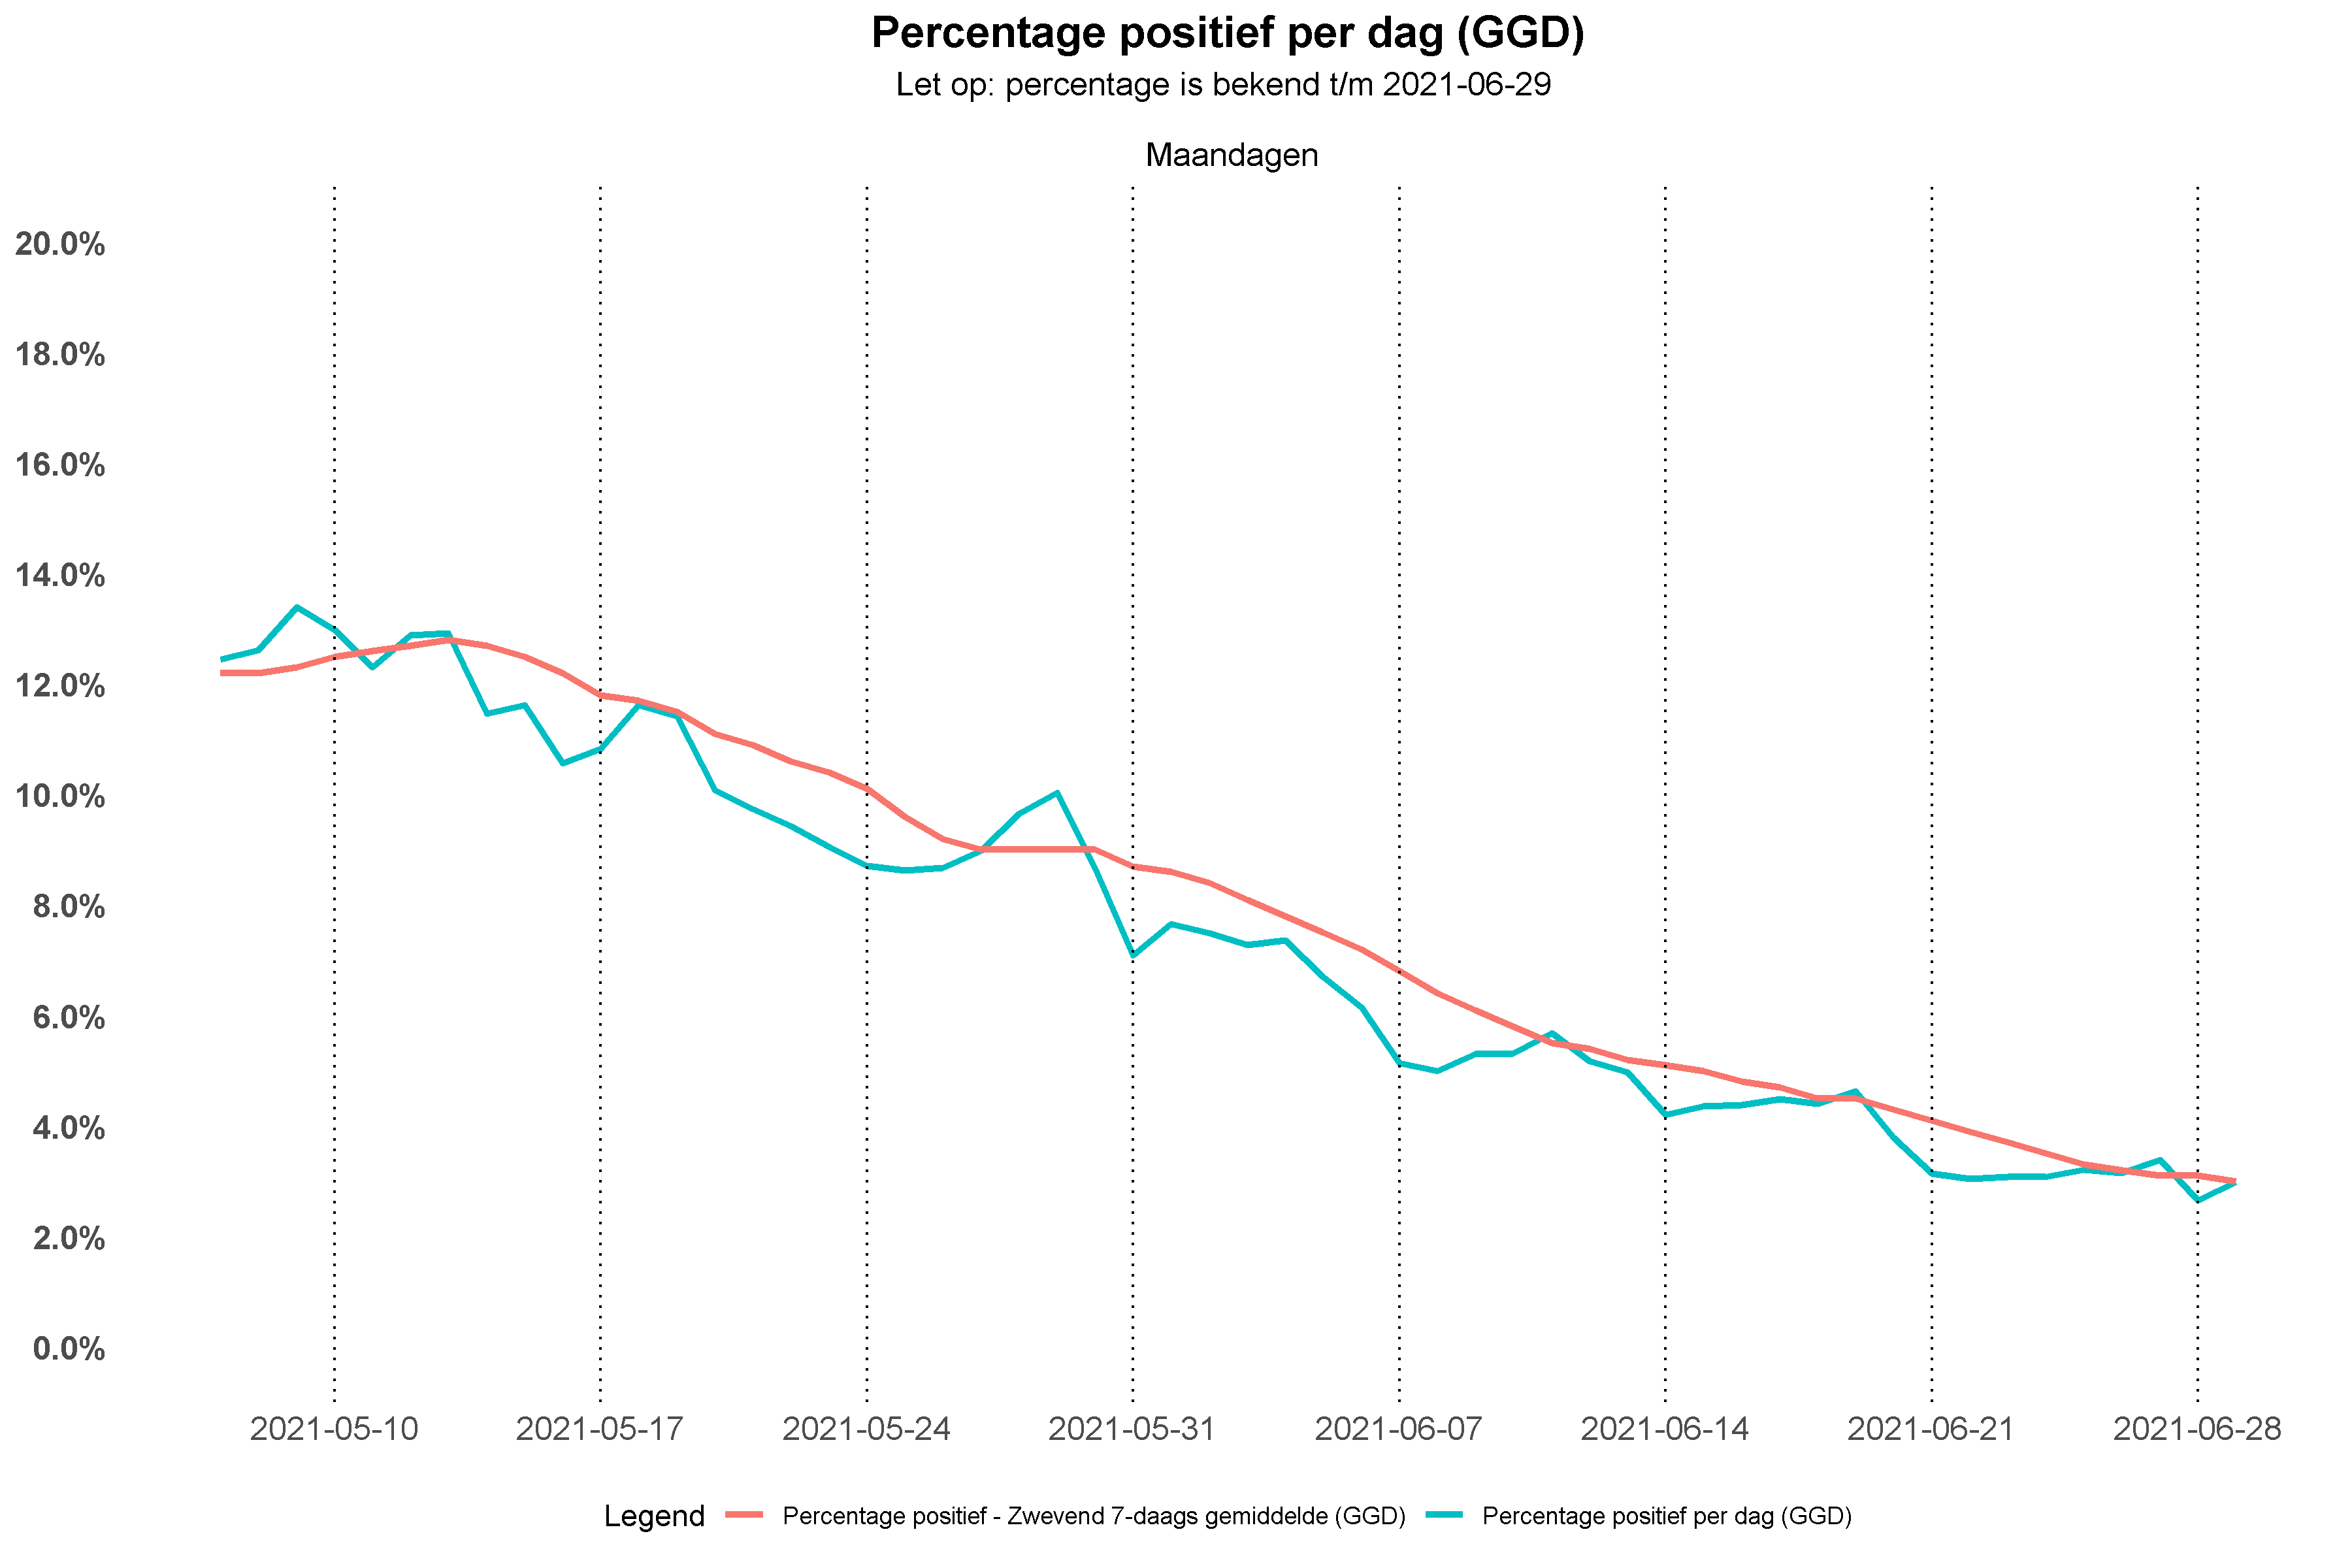 Percentage positief per dag (GGD)
Let op: percentage is bekend t/m 2021-06-29
Maandagen
20.0%
18.0%
16.0%
14.0%
12.0%
10.0%
8.0%
6.0%
4.0%
2.0%
0.0%
2021-05-10 2021-05-17 2021-05-24 2021-05-31 2021-06-07 2021-06-14 2021-06-21 2021-06-28
Legend Percentage positief - Zwevend 7-daags gemiddelde (GGD) Percentage positief per dag (GGD)